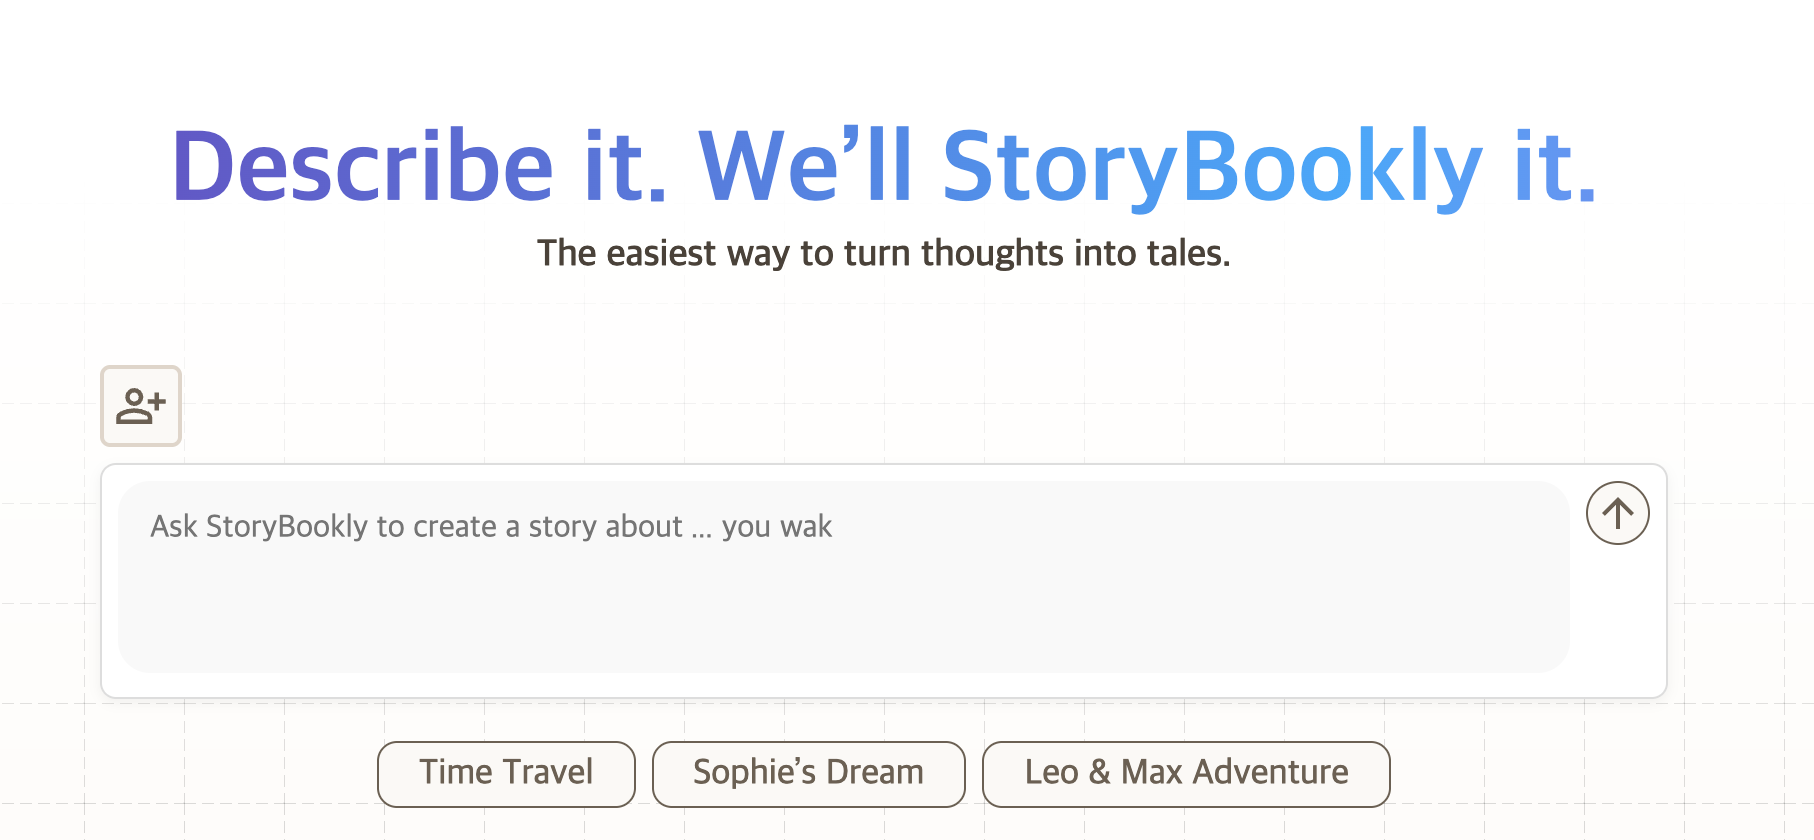 Describe it. We’ll StoryBookly it.
The easiest way to turn thoughts into tales.
Ask StoryBookly to create a story about ... you wak
Time Travel
Sophie’s Dream
Leo & Max Adventure